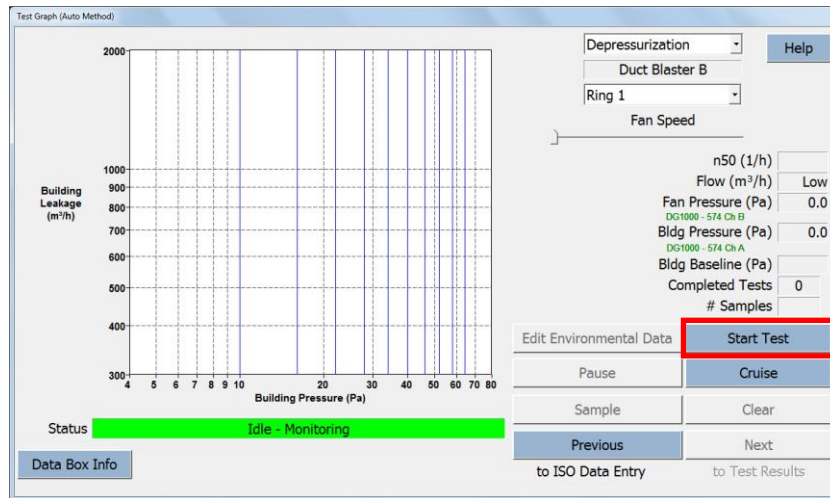 Test Graph (Auto Method)
2000
1000
900
800
700
600
500
400
300
Building
Leakage
(m³/h)
4 5 6 7 8 9 10 20 30 40 50 60 70 80
Building Pressure (Pa)
Status
Idle - Monitoring
Data Box Info
Depressurization
Help
Duct Blaster B
Ring 1
Fan Speed
n50 (1/h)
Flow (m³/h) Low
Fan Pressure (Pa) 0.0
DG1000 - 574 Ch B
Bldg Pressure (Pa) 0.0
DG1000 - 574 Ch A
Bldg Baseline (Pa)
Completed Tests 0
# Samples
Edit Environmental Data Start Test
Pause Cruise
Sample Clear
Previous Next
to ISO Data Entry to Test Results